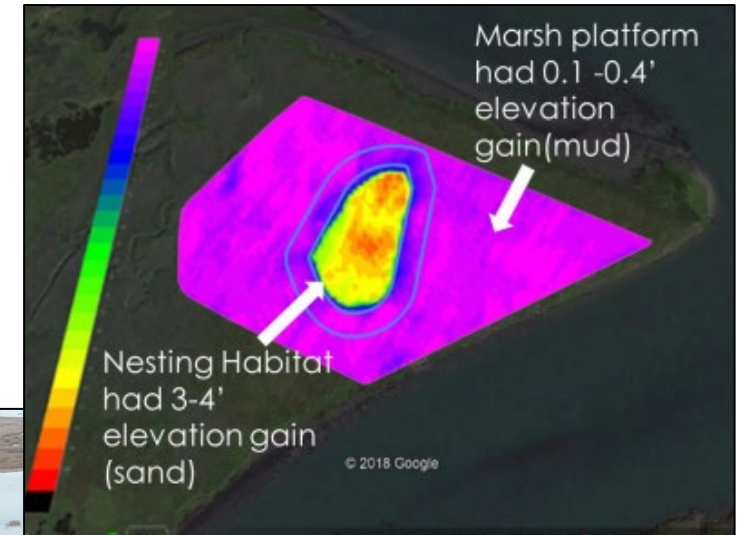 Marsh platform
had 0.1 -0.4’
elevation
gain(mud)
Nesting Habitat
had 3-4’
elevation gain
(sand)
© 2018 Google